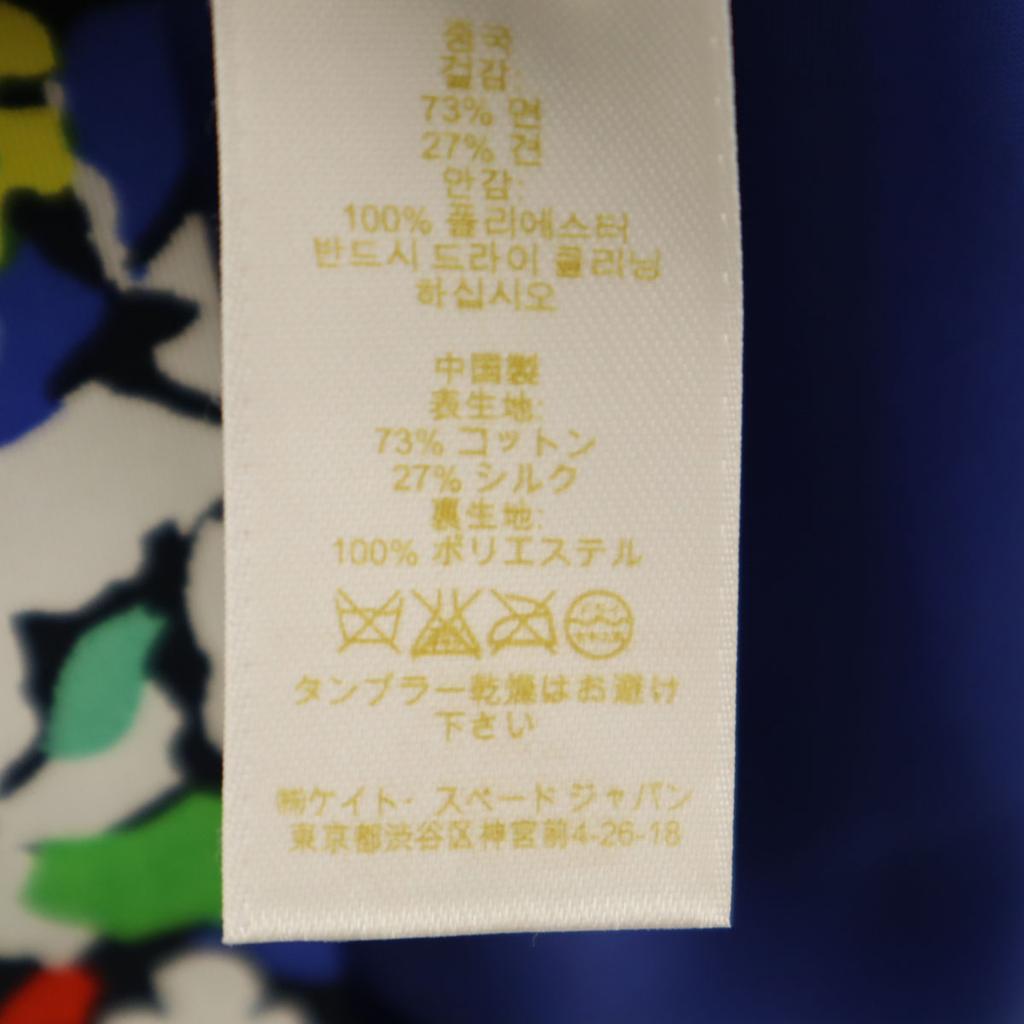 중국
겉감:
73% 면
27% 견
안감:
100% 폴리에스터
반드시 드라이 클리닝
하십시오
中国製
表生地:
73% コットン
27% シルク
裏生地:
100% ポリエステル
タンブラー乾燥はお避け
下さい
㈱ケイト・スペード ジャパン
東京都渋谷区神宮前4-26-18